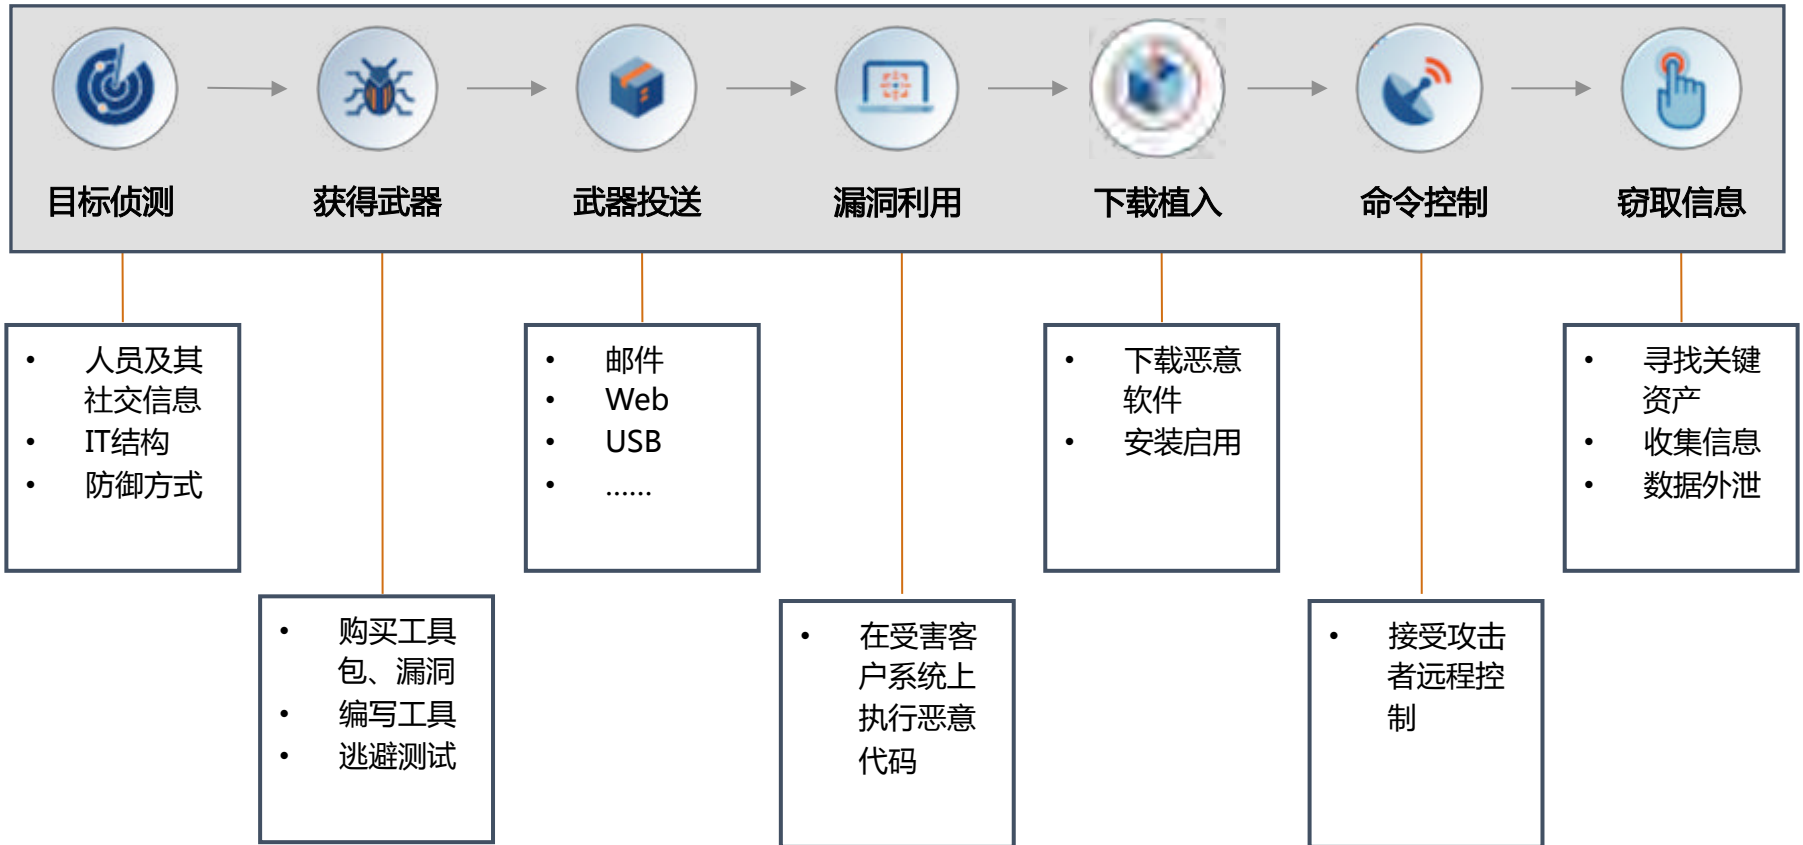 目标侦测
获得武器
武器投送
漏洞利用
下载植入
命令控制
窃取信息
• 人员及其
社交信息
• IT结构
• 防御方式
• 购买工具
包、漏洞
• 编写工具
• 逃避测试
• 邮件
• Web
• USB
• ......
• 在受害客
户系统上
执行恶意
代码
• 下载恶意
软件
• 安装启用
• 接受攻击
者远程控
制
• 寻找关键
资产
• 收集信息
• 数据外泄